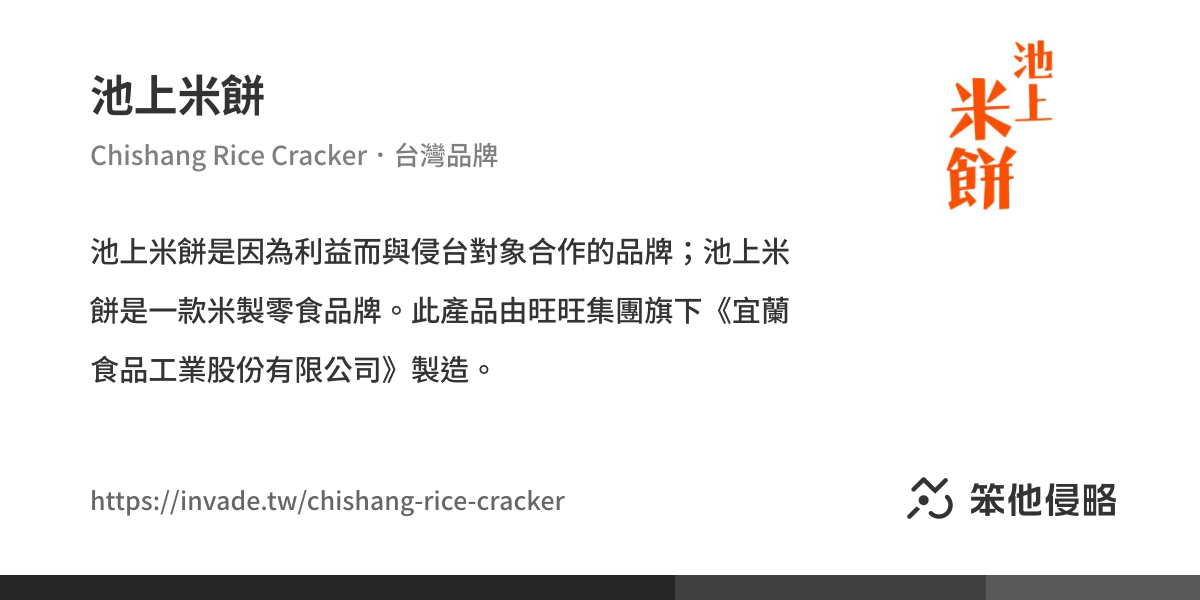 池上米餅
Chishang Rice Cracker・台灣品牌
池上米餅是因為利益而與侵台對象合作的品牌；池上米
餅是一款米製零食品牌。此產品由旺旺集團旗下《宜蘭
食品工業股份有限公司》製造。
https://invade.tw/chishang-rice-cracker
池上
米餅
笨他侵略